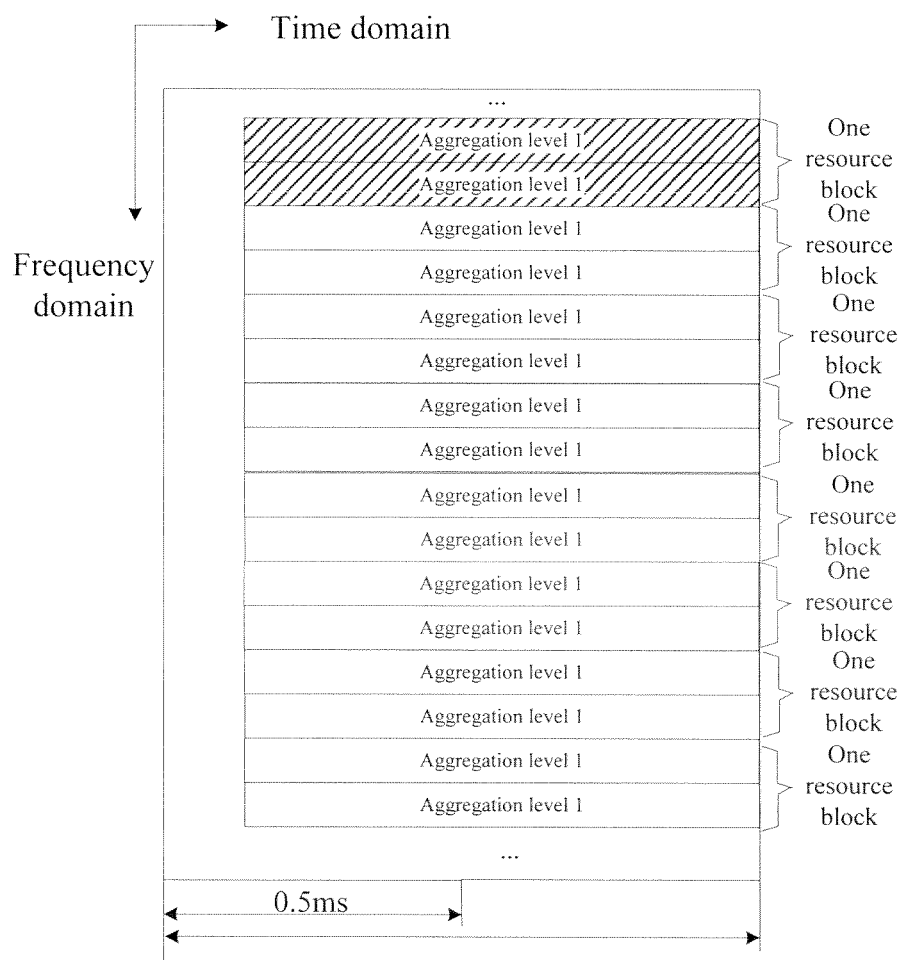 Time domain
Frequency
domain
...
Aggregation level 1
Aggregation level 1
One
resource
block
Aggregation level 1
Aggregation level 1
One
resource
block
Aggregation level 1
Aggregation level 1
One
resource
block
Aggregation level 1
Aggregation level 1
One
resource
block
Aggregation level 1
Aggregation level 1
One
resource
block
Aggregation level 1
Aggregation level 1
One
resource
block
Aggregation level 1
Aggregation level 1
One
resource
block
Aggregation level 1
Aggregation level 1
One
resource
block
...
0.5ms